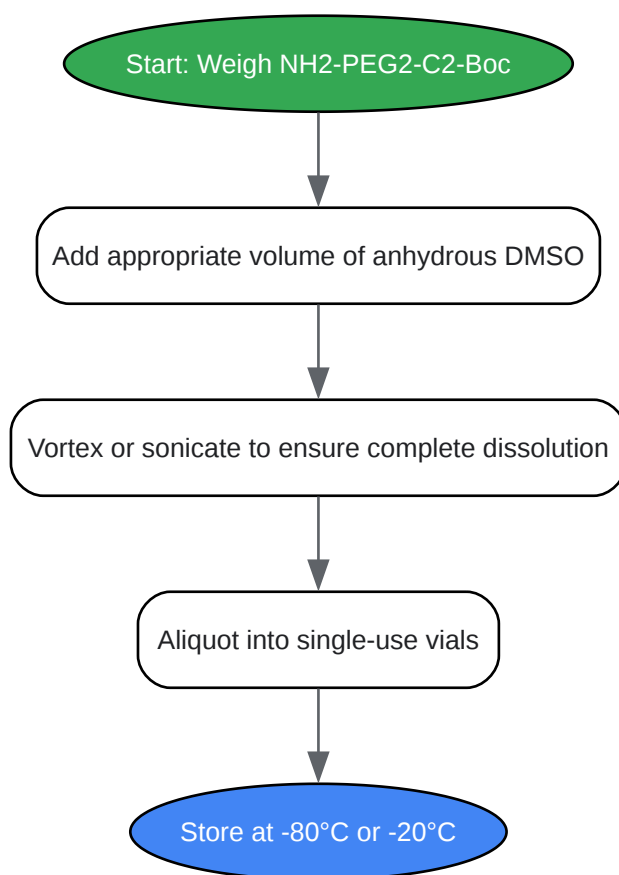 Start: Weigh NH2-PEG2-C2-Boc
Add appropriate volume of anhydrous DMSO
Vortex or sonicate to ensure complete dissolution
Aliquot into single-use vials
Store at -80°C or -20°C